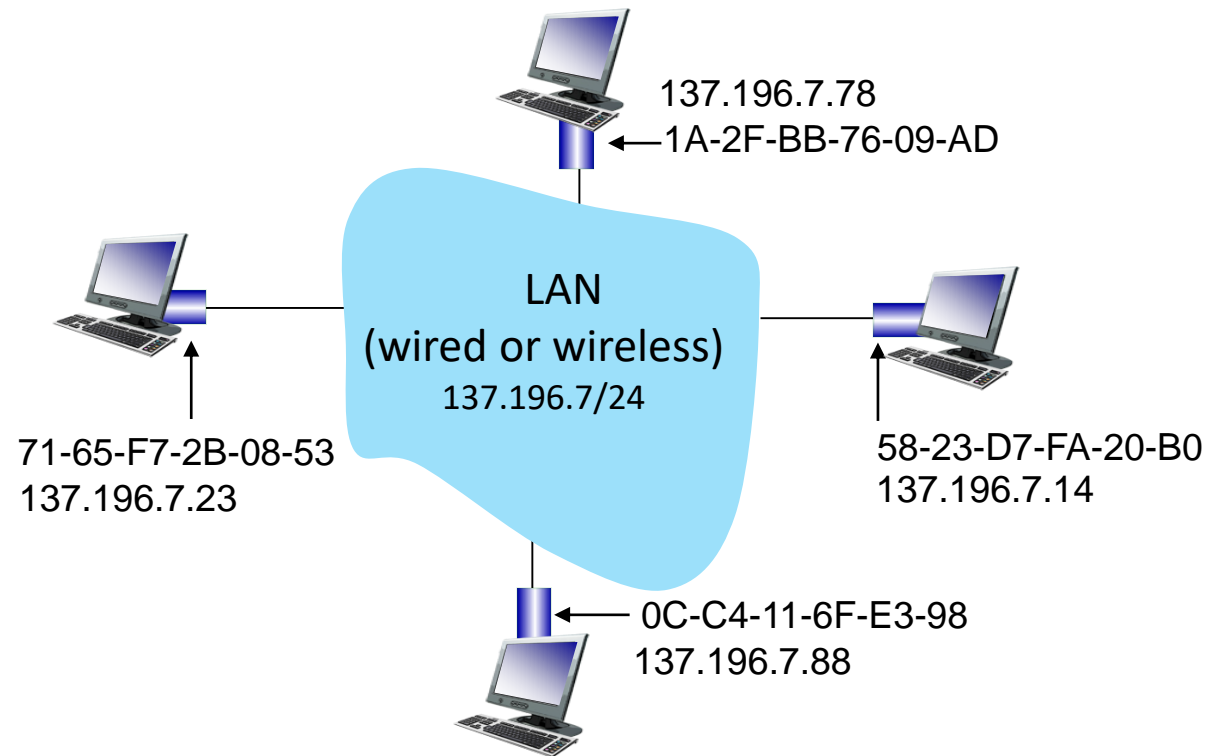 137.196.7.78
1A-2F-BB-76-09-AD
LAN
(wired or wireless)
137.196.7/24
71-65-F7-2B-08-53
137.196.7.23
58-23-D7-FA-20-B0
137.196.7.14
0C-C4-11-6F-E3-98
137.196.7.88